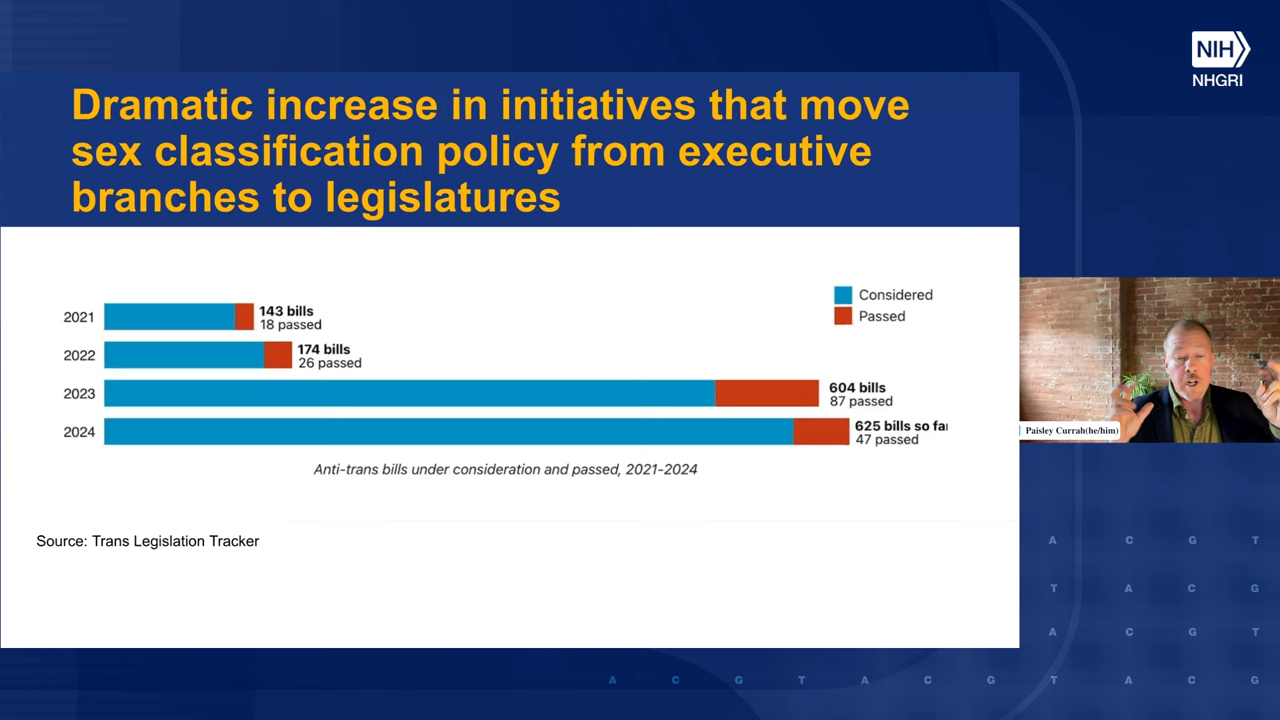 NIH
NHGRI
Dramatic increase in initiatives that move
sex classification policy from executive
branches to legislatures
Considered
Passed
2021
143 bills
18 passed
2022
174 bills
26 passed
2023
604 bills
87 passed
2024
625 bills so far
47 passed
Anti-trans bills under consideration and passed, 2021-2024
Source: Trans Legislation Tracker
Paisley Currah(he/him)
A C G T
T A C G
A C G T
A C G T A C G T A C G